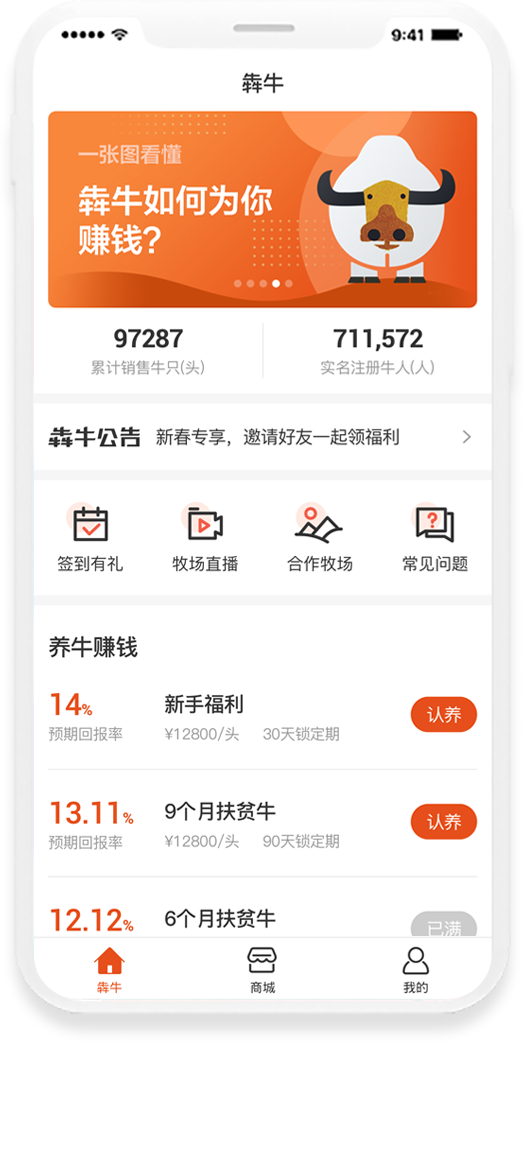 9:41
犇牛
一张图看懂
犇牛如何为你
赚钱?
97287
711,572
累计销售牛只(头)
实名注册牛人(人)
犇牛公告 新春专享，邀请好友一起领福利
签到有礼 牧场直播 合作牧场 常见问题
养牛赚钱
14% 新手福利
认养
预期回报率 ¥12800/头 30天锁定期
13.11% 9个月扶贫牛
认养
预期回报率 ¥12800/头 90天锁定期
12.12% 6个月扶贫牛
已满
犇牛 商城 我的